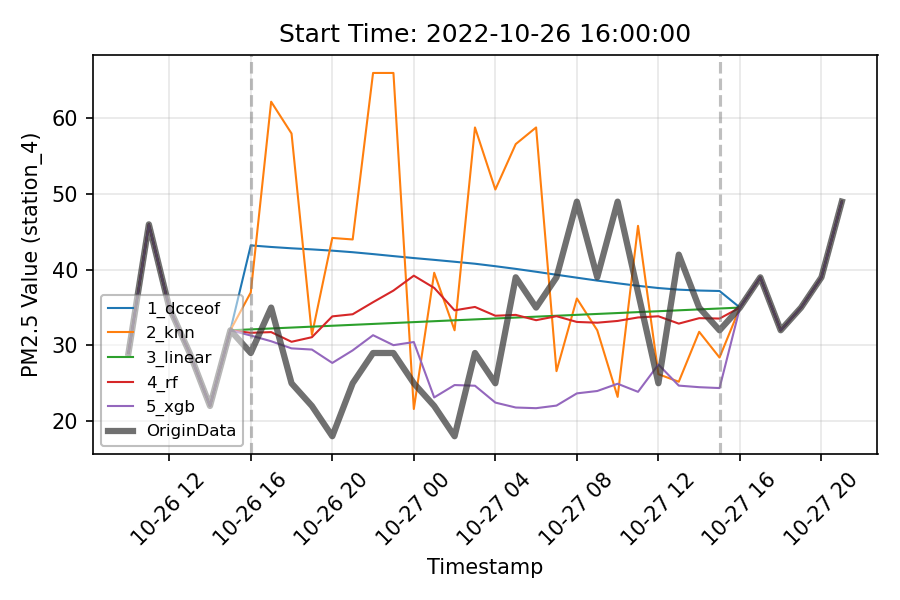 Start Time: 2022-10-26 16:00:00
PM2.5 Value (station_4)
60
50
40
30
20
1_dcceof
2_knn
3_linear
4_rf
5_xgb
OriginData
10-26 12
10-26 16
10-26 20
10-27 00
10-27 04
10-27 08
10-27 12
10-27 16
10-27 20
Timestamp